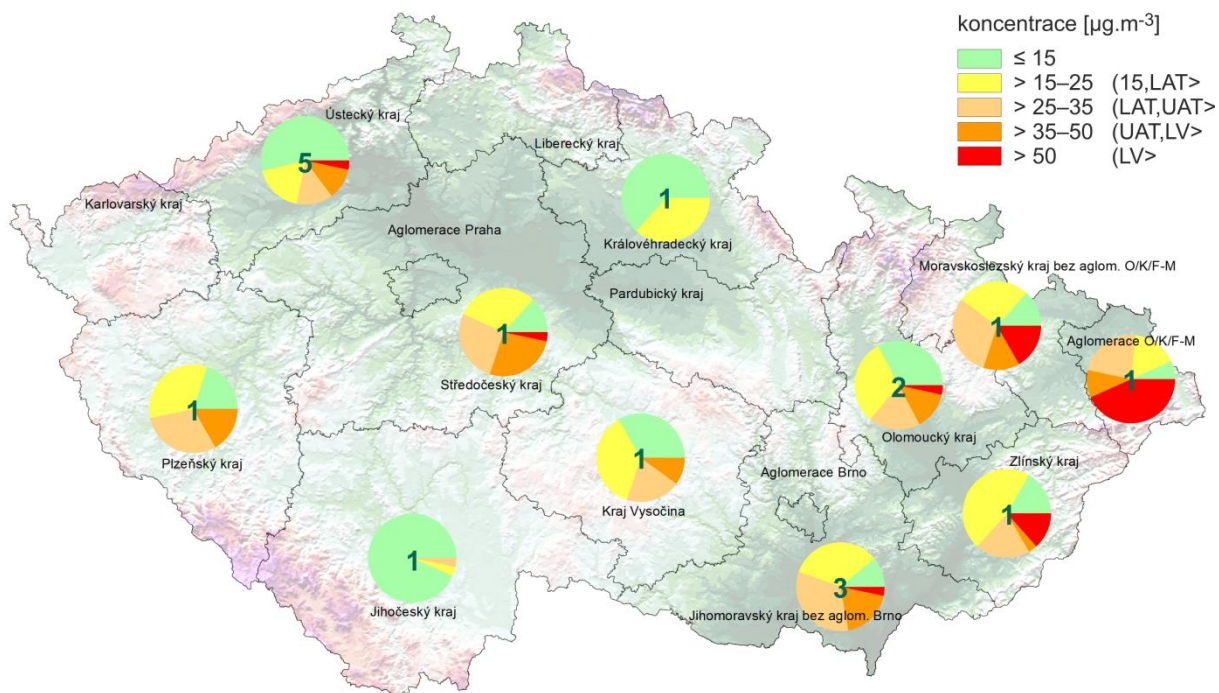 koncentrace [µg.m-3]
≤ 15
> 15–25 (15,LAT>
> 25–35 (LAT,UAT>
> 35–50 (UAT,LV>
> 50 (LV>
Ústecký kraj
5
Liberecký kraj
1
Karlovarský kraj
Aglomerace Praha
Královéhradecký kraj
Moravskoslezský kraj bez aglom. O/K/F-M
Pardubický kraj
1
1
Aglomerace O/K/F-M
1
Středočeský kraj
2
1
Olomoucký kraj
Plzeňský kraj
1
Aglomerace Brno
Zlínský kraj
Kraj Vysočina
1
1
Jihočeský kraj
3
Jihomoravský kraj bez aglom. Brno